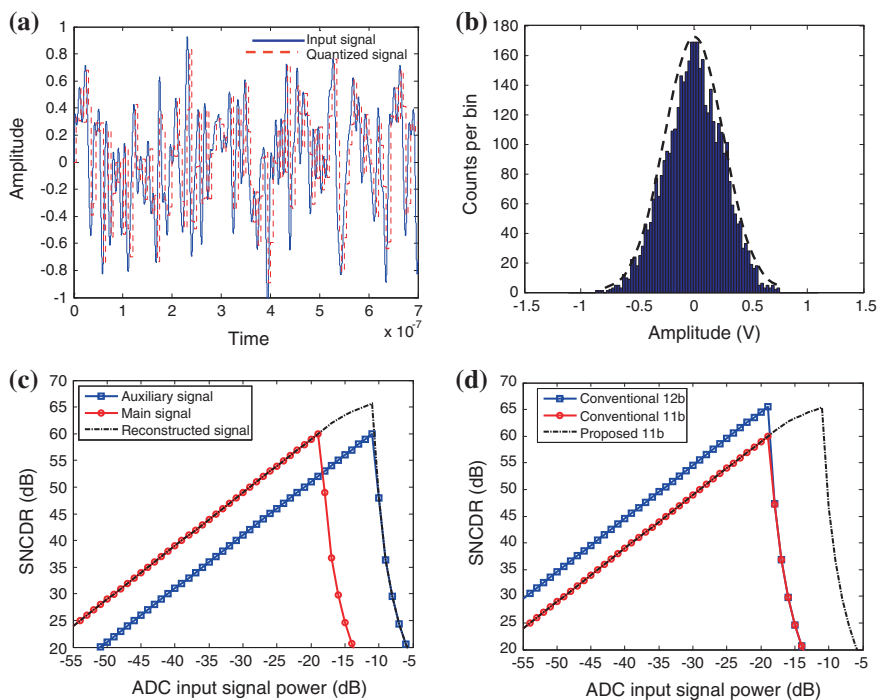 (a)
1
0.8
0.6
0.4
0.2
0
-0.2
-0.4
-0.6
-0.8
-1
Amplitude
Input signal
Quantized signal
0 1 2 3 4 5 6 7
x 10-7
Time
(b)
180
160
140
120
100
80
60
40
20
0
Counts per bin
-1.5 -1 -0.5 0 0.5 1 1.5
Amplitude (V)
(c)
70
65
60
55
50
45
40
35
30
25
20
SNCDR (dB)
Auxiliary signal
Main signal
Reconstructed signal
-55 -50 -45 -40 -35 -30 -25 -20 -15 -10 -5
ADC input signal power (dB)
(d)
70
65
60
55
50
45
40
35
30
25
20
SNCDR (dB)
Conventional 12b
Conventional 11b
Proposed 11b
-55 -50 -45 -40 -35 -30 -25 -20 -15 -10 -5
ADC input signal power (dB)